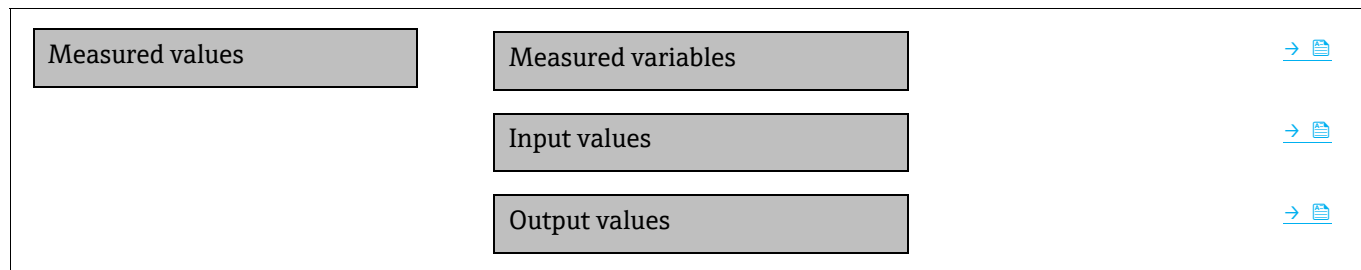 Measured values
Measured variables →
Input values →
Output values →